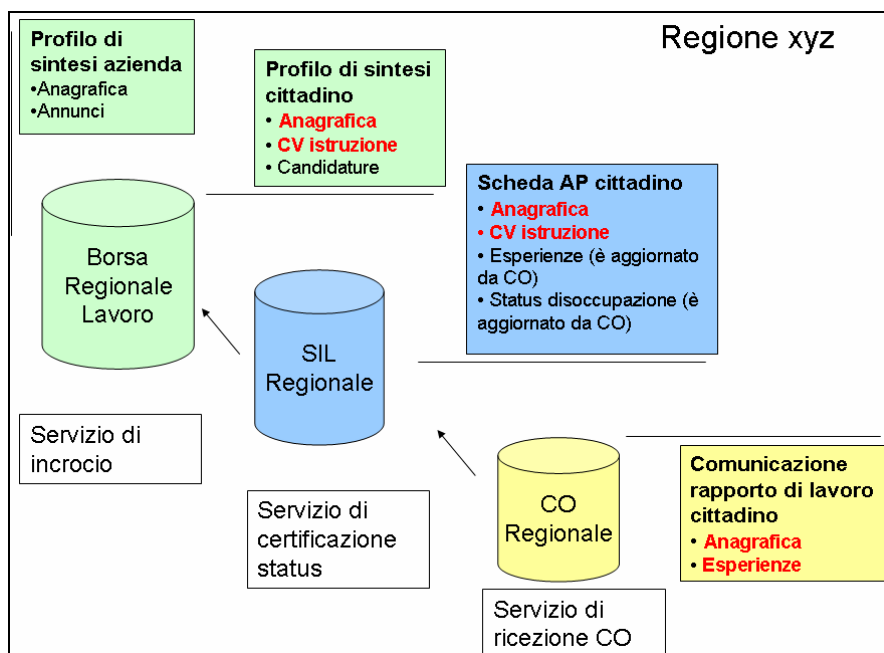 Regione xyz
Profilo di
sintesi azienda
•Anagrafica
•Annunci
Profilo di sintesi
cittadino
• Anagrafica
• CV istruzione
• Candidature
Scheda AP cittadino
• Anagrafica
• CV istruzione
• Esperienze (è aggiornato
da CO)
• Status disoccupazione (è
aggiornato da CO)
Borsa
Regionale
Lavoro
SIL
Regionale
Servizio di
incrocio
Servizio di
certificazione
status
CO
Regionale
Comunicazione
rapporto di lavoro
cittadino
• Anagrafica
• Esperienze
Servizio di
ricezione CO